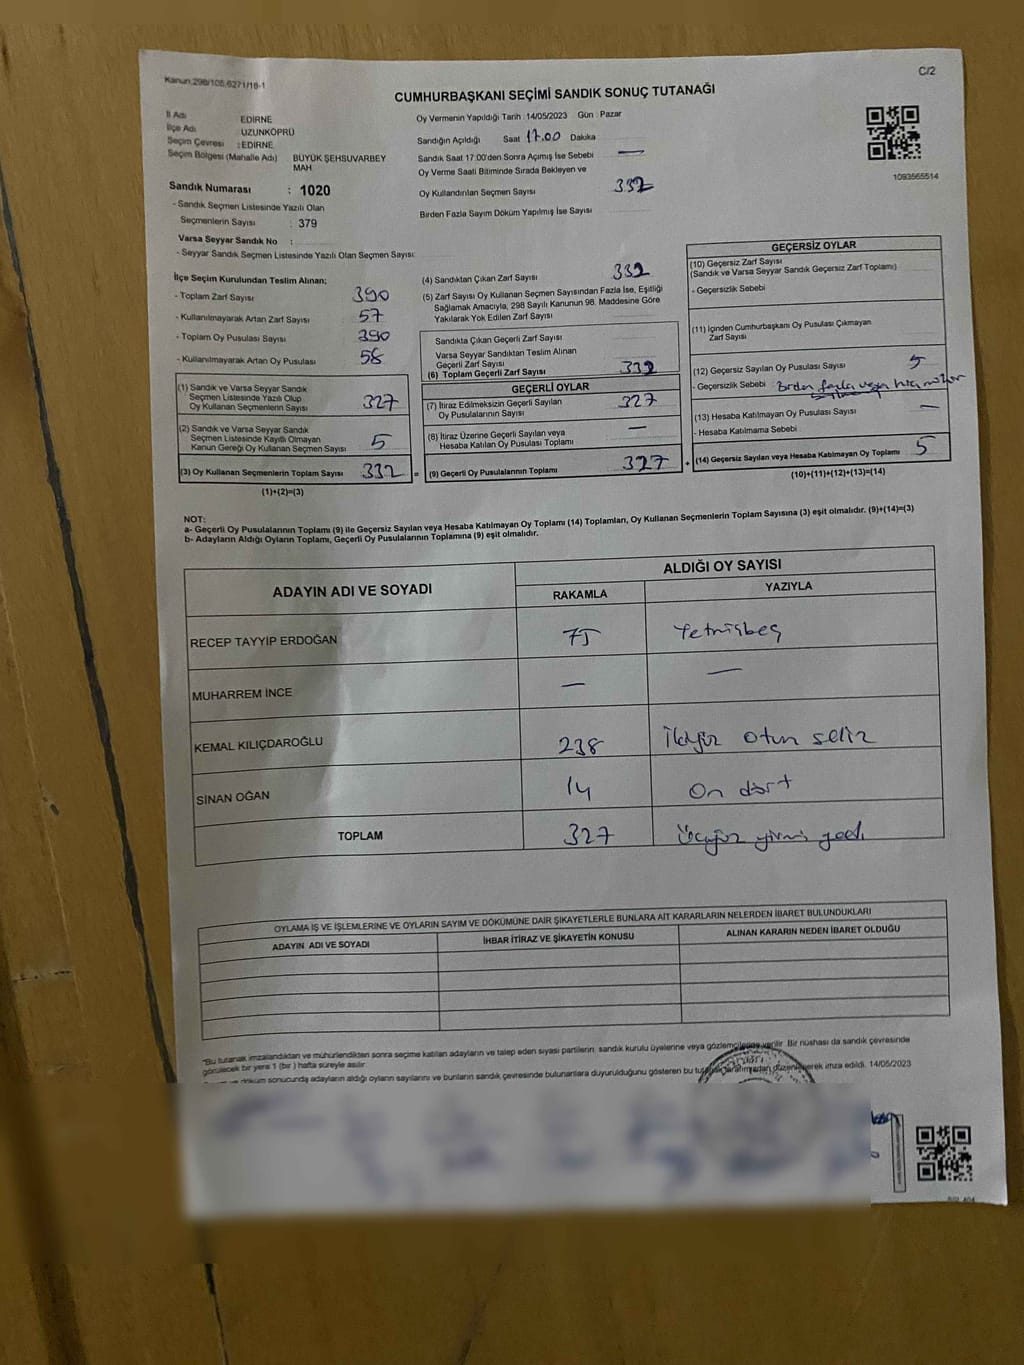 Kanun:298/105,6271/18-1
C/2
CUMHURBAŞKANI SEÇİMİ SANDIK SONUÇ TUTANAĞI
İl Adı EDİRNE
İlçe Adı UZUNKÖPRÜ
Seçim Çevresi : EDİRNE
Seçim Bölgesi (Mahalle Adı) BÜYÜK ŞEHSUVARBEY MAH
Sandık Numarası : 1020
- Sandık Seçmen Listesinde Yazılı Olan
Seçmenlerin Sayısı : 379
Varsa Seyyar Sandık No :
- Seyyar Sandık Seçmen Listesinde Yazılı Olan Seçmen Sayısı:
Oy Vermenin Yapıldığı Tarih : 14/05/2023 Gün : Pazar
Sandığın Açıldığı Saat 17.00 Dakika
Sandık Saat 17:00'den Sonra Açılmış İse Sebebi —
Oy Verme Saati Bitiminde Sırada Bekleyen ve
Oy Kullandırılan Seçmen Sayısı 332
Birden Fazla Sayım Döküm Yapılmış İse Sayısı
1093565514
İlçe Seçim Kurulundan Teslim Alınan;
- Toplam Zarf Sayısı 390
- Kullanılmayarak Artan Zarf Sayısı 57
- Toplam Oy Pusulası Sayısı 390
- Kullanılmayarak Artan Oy Pusulası 58
(1) Sandık ve Varsa Seyyar Sandık
Seçmen Listesinde Yazılı Olup
Oy Kullanan Seçmenlerin Sayısı 327
(2) Sandık ve Varsa Seyyar Sandık
Seçmen Listesinde Kayıtlı Olmayan
Kanun Gereği Oy Kullanan Seçmen Sayısı 5
(3) Oy Kullanan Seçmenlerin Toplam Sayısı 332 =
(1)+(2)=(3)
(4) Sandıktan Çıkan Zarf Sayısı 332
(5) Zarf Sayısı Oy Kullanan Seçmen Sayısından Fazla İse, Eşitliği
Sağlamak Amacıyla, 298 Sayılı Kanunun 98. Maddesine Göre
Yakılarak Yok Edilen Zarf Sayısı
Sandıkta Çıkan Geçerli Zarf Sayısı
Varsa Seyyar Sandıktan Teslim Alınan
Geçerli Zarf Sayısı
(6) Toplam Geçerli Zarf Sayısı 332
GEÇERLİ OYLAR
(7) İtiraz Edilmeksizin Geçerli Sayılan
Oy Pusulalarının Sayısı 327
(8) İtiraz Üzerine Geçerli Sayılan veya
Hesaba Katılan Oy Pusulası Toplamı —
(9) Geçerli Oy Pusulalarının Toplamı 327 +
GEÇERSİZ OYLAR
(10) Geçersiz Zarf Sayısı
(Sandık ve Varsa Seyyar Sandık Geçersiz Zarf Toplamı)
- Geçersizlik Sebebi
(11) İçinden Cumhurbaşkanı Oy Pusulası Çıkmayan
Zarf Sayısı
(12) Geçersiz Sayılan Oy Pusulası Sayısı 5
- Geçersizlik Sebebi Birden fazla veya hiç mühür
(13) Hesaba Katılmayan Oy Pusulası Sayısı —
- Hesaba Katılmama Sebebi
(14) Geçersiz Sayılan veya Hesaba Katılmayan Oy Toplamı 5
(10)+(11)+(12)+(13)=(14)
NOT:
a- Geçerli Oy Pusulalarının Toplamı (9) ile Geçersiz Sayılan veya Hesaba Katılmayan Oy Toplamı (14) Toplamları, Oy Kullanan Seçmenlerin Toplam Sayısına (3) eşit olmalıdır. (9)+(14)=(3)
b- Adayların Aldığı Oyların Toplamı, Geçerli Oy Pusulalarının Toplamına (9) eşit olmalıdır.
ADAYIN ADI VE SOYADI
ALDIĞI OY SAYISI
RAKAMLA YAZIYLA
RECEP TAYYİP ERDOĞAN 75 Yetmişbeş
MUHARREM İNCE — —
KEMAL KILIÇDAROĞLU 238 İkiyüz otuz sekiz
SİNAN OĞAN 14 On dört
TOPLAM 327 Üçyüz yirmi yedi
OYLAMA İŞ VE İŞLEMLERİNE VE OYLARIN SAYIM VE DÖKÜMÜNE DAİR ŞİKAYETLERLE BUNLARA AİT KARARLARIN NELERDEN İBARET BULUNDUKLARI
ADAYIN ADI VE SOYADI İHBAR İTİRAZ VE ŞİKAYETİN KONUSU ALINAN KARARIN NEDEN İBARET OLDUĞU
*Bu tutanak imzalandıktan ve mühürlendikten sonra seçime katılan adayların ve talep eden siyasi partilerin sandık kurulu üyelerine veya gözlemcilerine verilir. Bir nüshası da sandık çevresinde
görülecek bir yere 1 (bir ) hafta süreyle asılır.
döküm sonucunda adayların aldığı oyların sayılarını ve bunların sandık çevresinde bulunanlara duyurulduğunu gösteren bu tutanak tarafımızdan düzenlenerek imza edildi. 14/05/2023